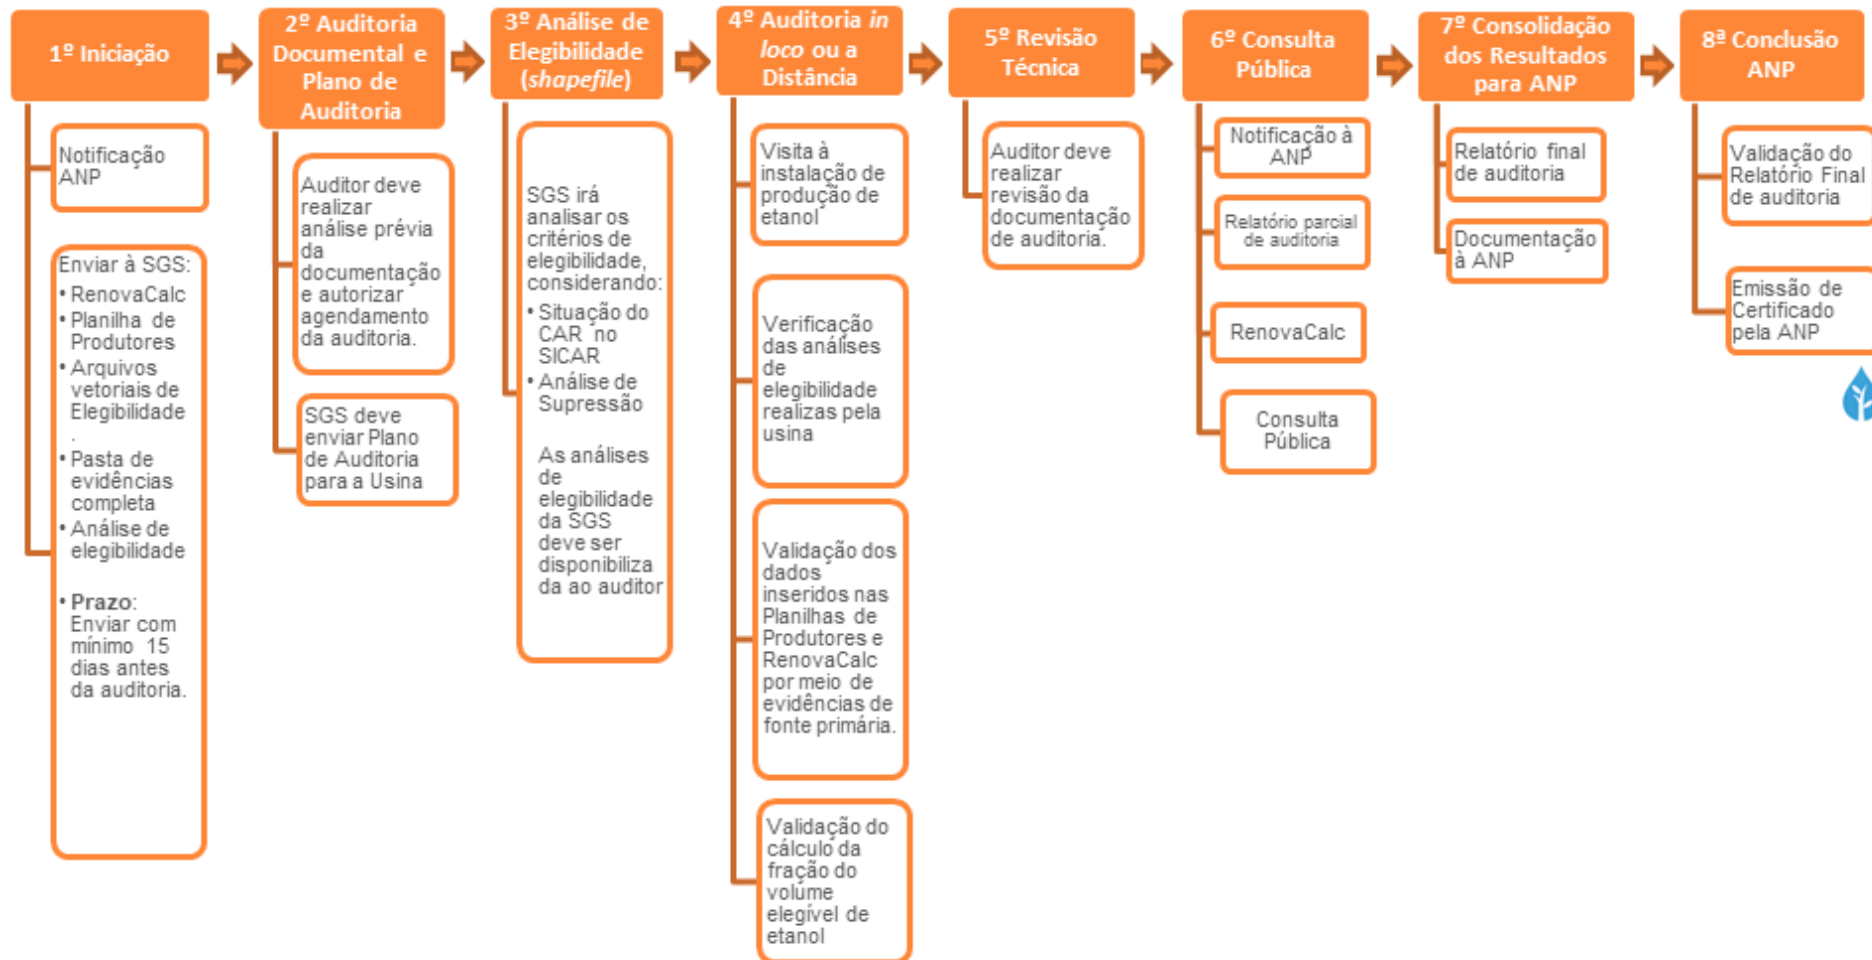 1º Iniciação
Notificação
ANP
Enviar à SGS:
• RenovaCalc
• Planilha de
Produtores
• Arquivos
vetoriais de
Elegibilidade
.
• Pasta de
evidências
completa
• Análise de
elegibilidade
• Prazo:
Enviar com
mínimo 15
dias antes
da auditoria.
2º Auditoria
Documental e
Plano de
Auditoria
Auditor deve
realizar
análise prévia
da
documentação
e autorizar
agendamento
da auditoria.
SGS deve
enviar Plano
de Auditoria
para a Usina
3º Análise de
Elegibilidade
(shapefile)
SGS irá
analisar os
critérios de
elegibilidade,
considerando:
• Situação do
CAR no
SICAR
• Análise de
Supressão
As análises
de
elegibilidade
da SGS
deve ser
disponibiliza
da ao auditor
4º Auditoria in
loco ou a
Distância
Visita à
instalação de
produção de
etanol
Verificação
das análises
de
elegibilidade
realizas pela
usina
Validação dos
dados
inseridos nas
Planilhas de
Produtores e
RenovaCalc
por meio de
evidências de
fonte primária.
Validação do
cálculo da
fração do
volume
elegível de
etanol
5º Revisão
Técnica
Auditor deve
realizar
revisão da
documentação
de auditoria.
6º Consulta
Pública
Notificação à
ANP
Relatório parcial
de auditoria
RenovaCalc
Consulta
Pública
7º Consolidação
dos Resultados
para ANP
Relatório final
de auditoria
Documentação
à ANP
8ª Conclusão
ANP
Validação do
Relatório Final
de auditoria
Emissão de
Certificado
pela ANP